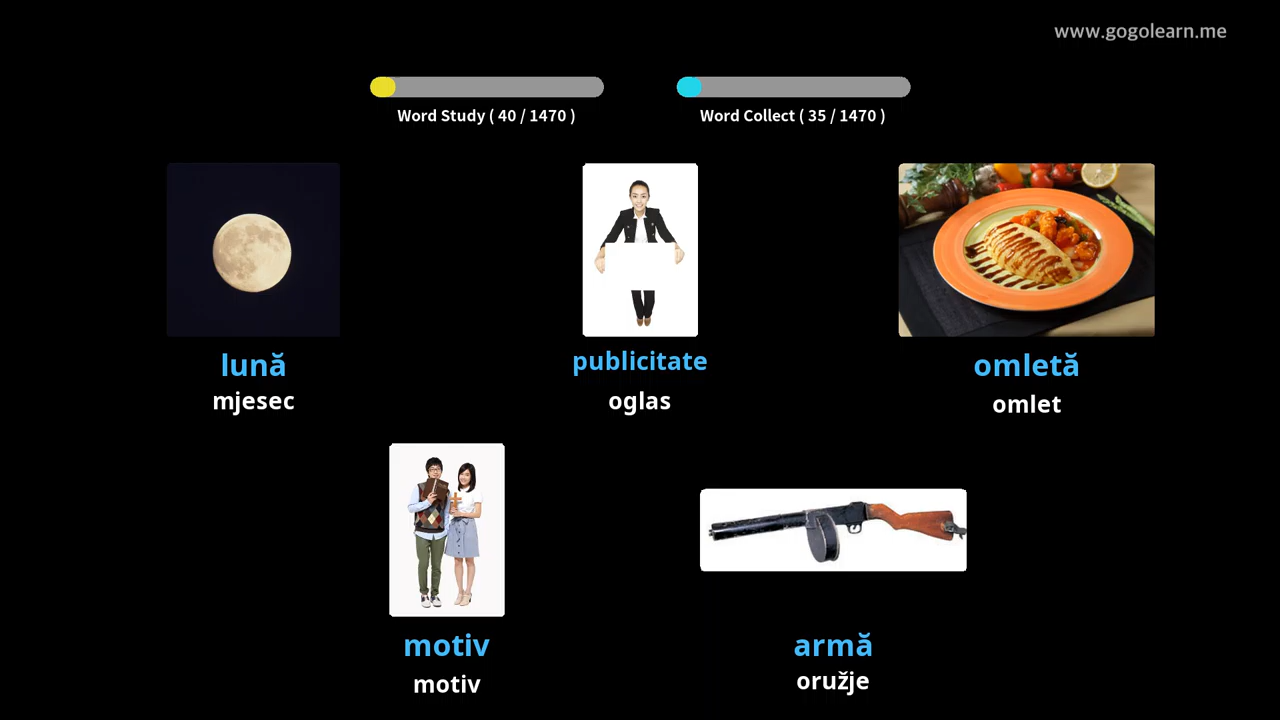 www.gogolearn.me
Word Study ( 40 / 1470 )
Word Collect ( 35 / 1470 )
lună
mjesec
publicitate
oglas
omletă
omlet
motiv
motiv
armă
oružje